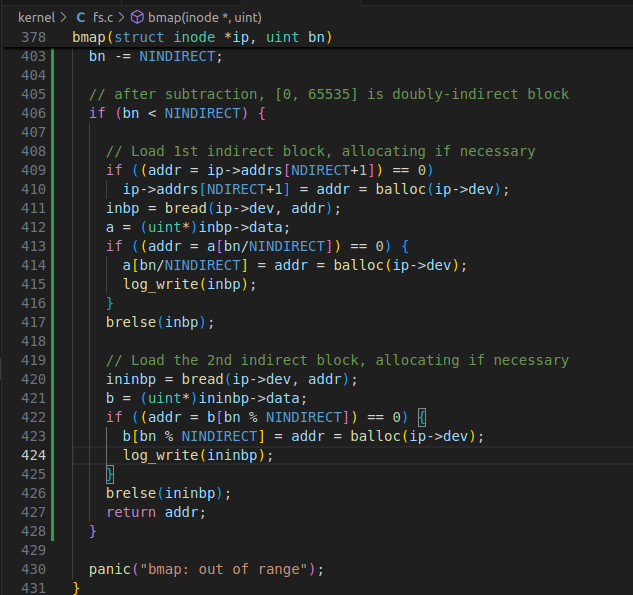 kernel > C fs.c > bmap(inode *, uint)
378 bmap(struct inode *ip, uint bn)
403 bn -= NINDIRECT;
404
405 // after subtraction, [0, 65535] is doubly-indirect block
406 if (bn < NINDIRECT) {
407
408 // Load 1st indirect block, allocating if necessary
409 if ((addr = ip->addrs[NDIRECT+1]) == 0)
410 ip->addrs[NDIRECT+1] = addr = balloc(ip->dev);
411 inbp = bread(ip->dev, addr);
412 a = (uint*)inbp->data;
413 if ((addr = a[bn/NINDIRECT]) == 0) {
414 a[bn/NINDIRECT] = addr = balloc(ip->dev);
415 log_write(inbp);
416 }
417 brelse(inbp);
418
419 // Load the 2nd indirect block, allocating if necessary
420 ininbp = bread(ip->dev, addr);
421 b = (uint*)ininbp->data;
422 if ((addr = b[bn % NINDIRECT]) == 0) {
423 b[bn % NINDIRECT] = addr = balloc(ip->dev);
424 log_write(ininbp);
425 }
426 brelse(ininbp);
427 return addr;
428 }
429
430 panic("bmap: out of range");
431 }